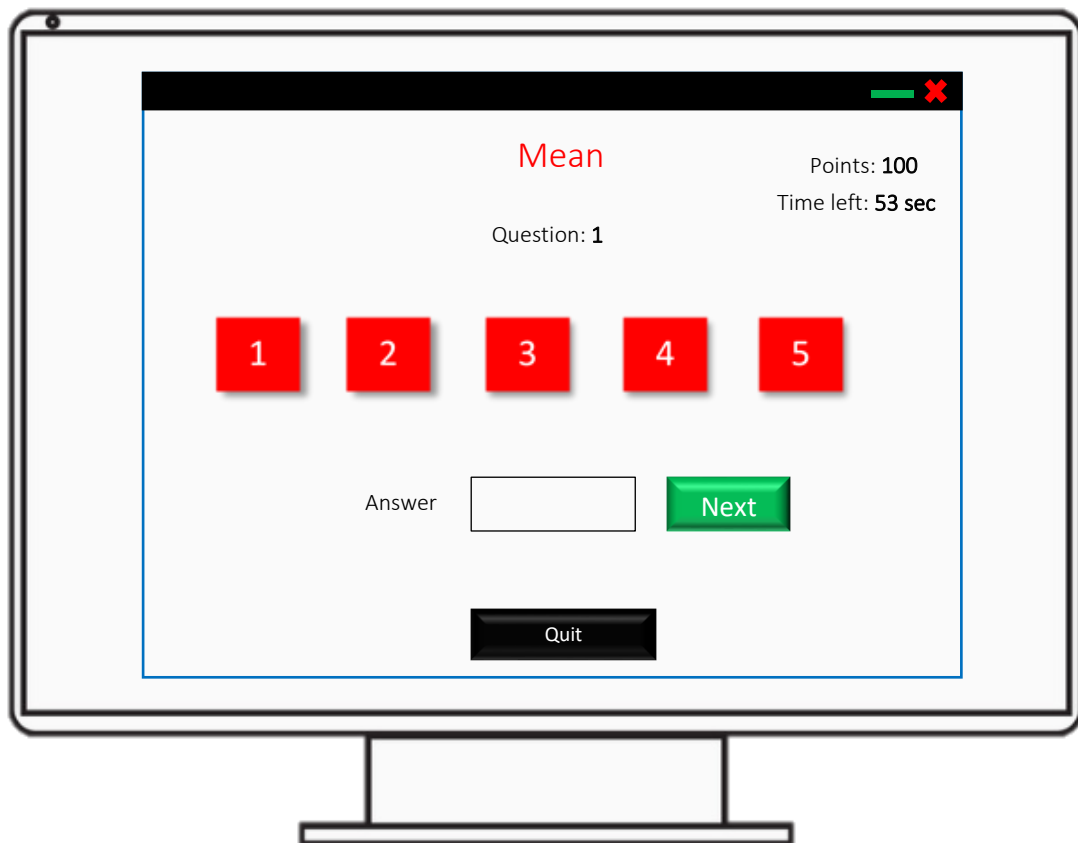 Mean
Points: 100
Time left: 53 sec
Question: 1
1 2 3 4 5
Answer
Next
Quit